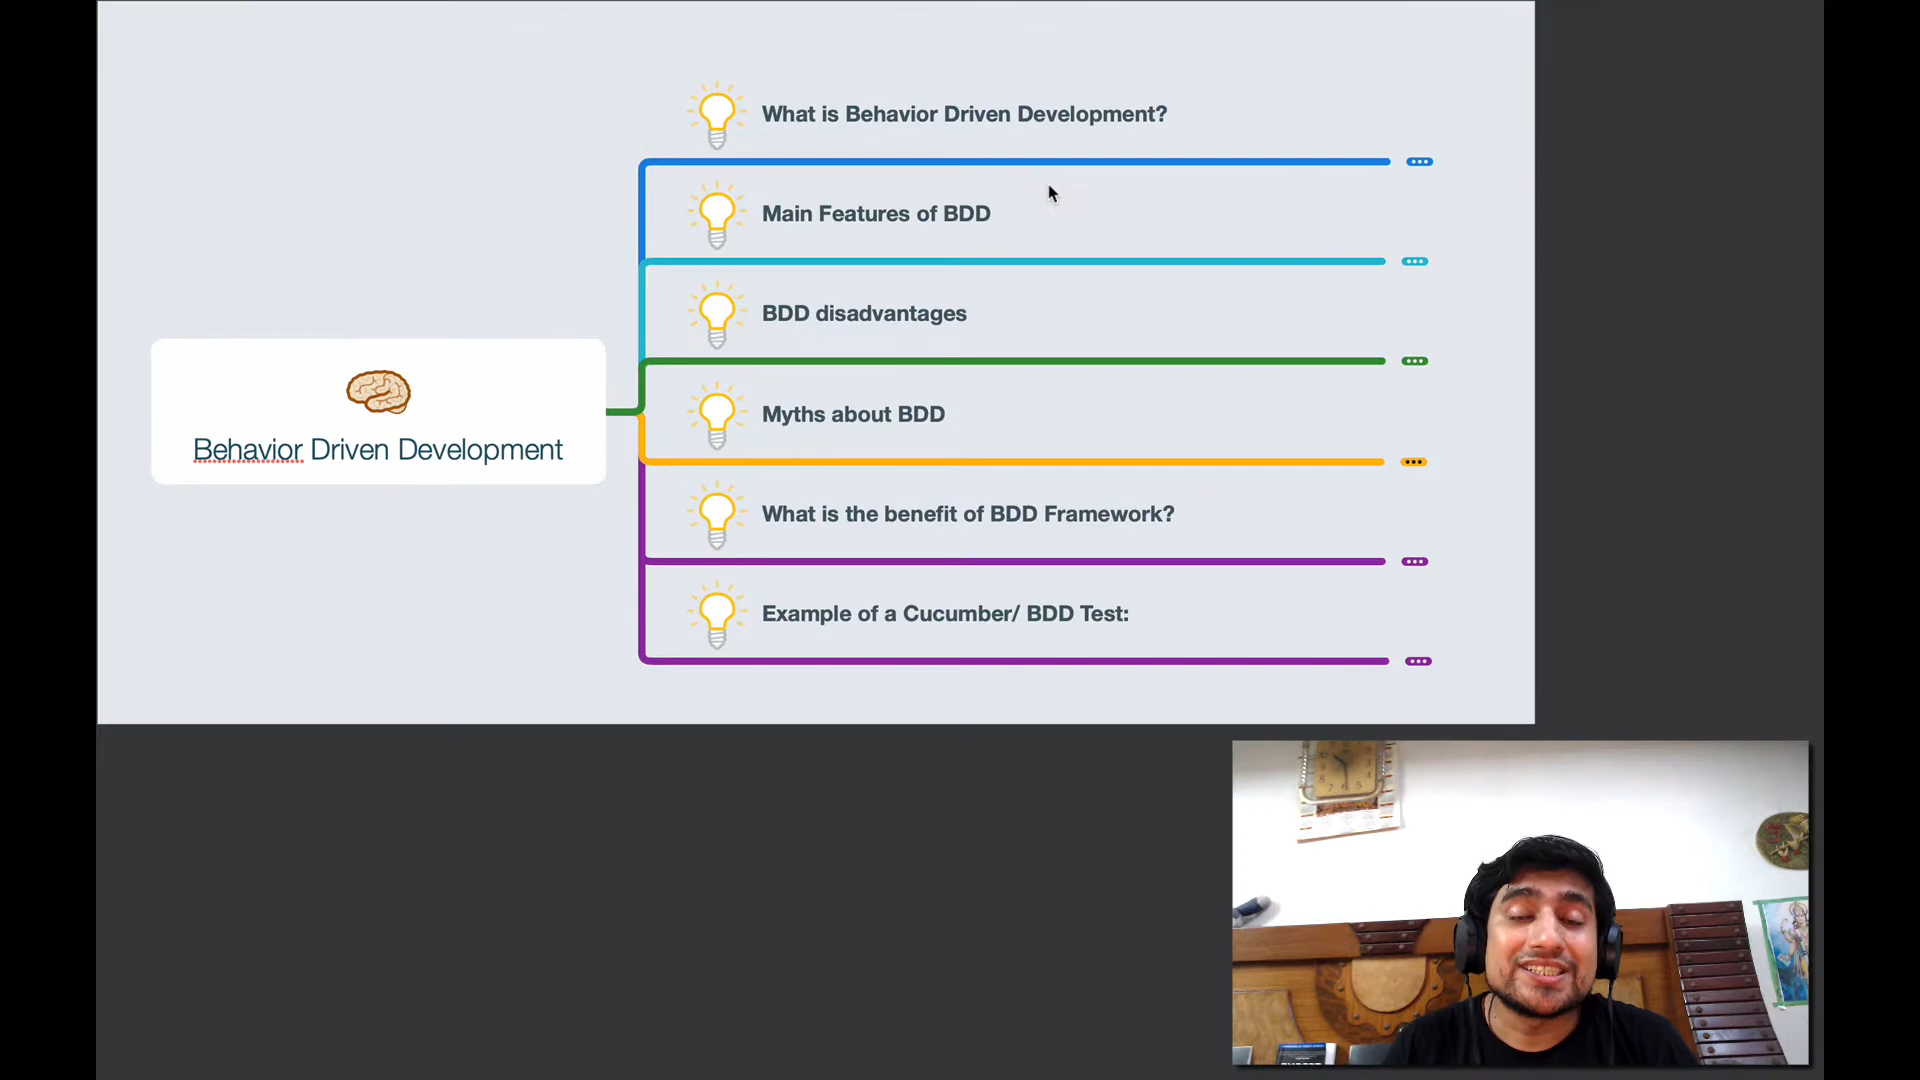 What is Behavior Driven Development?
Main Features of BDD
BDD disadvantages
Behavior Driven Development
Myths about BDD
What is the benefit of BDD Framework?
Example of a Cucumber/ BDD Test: